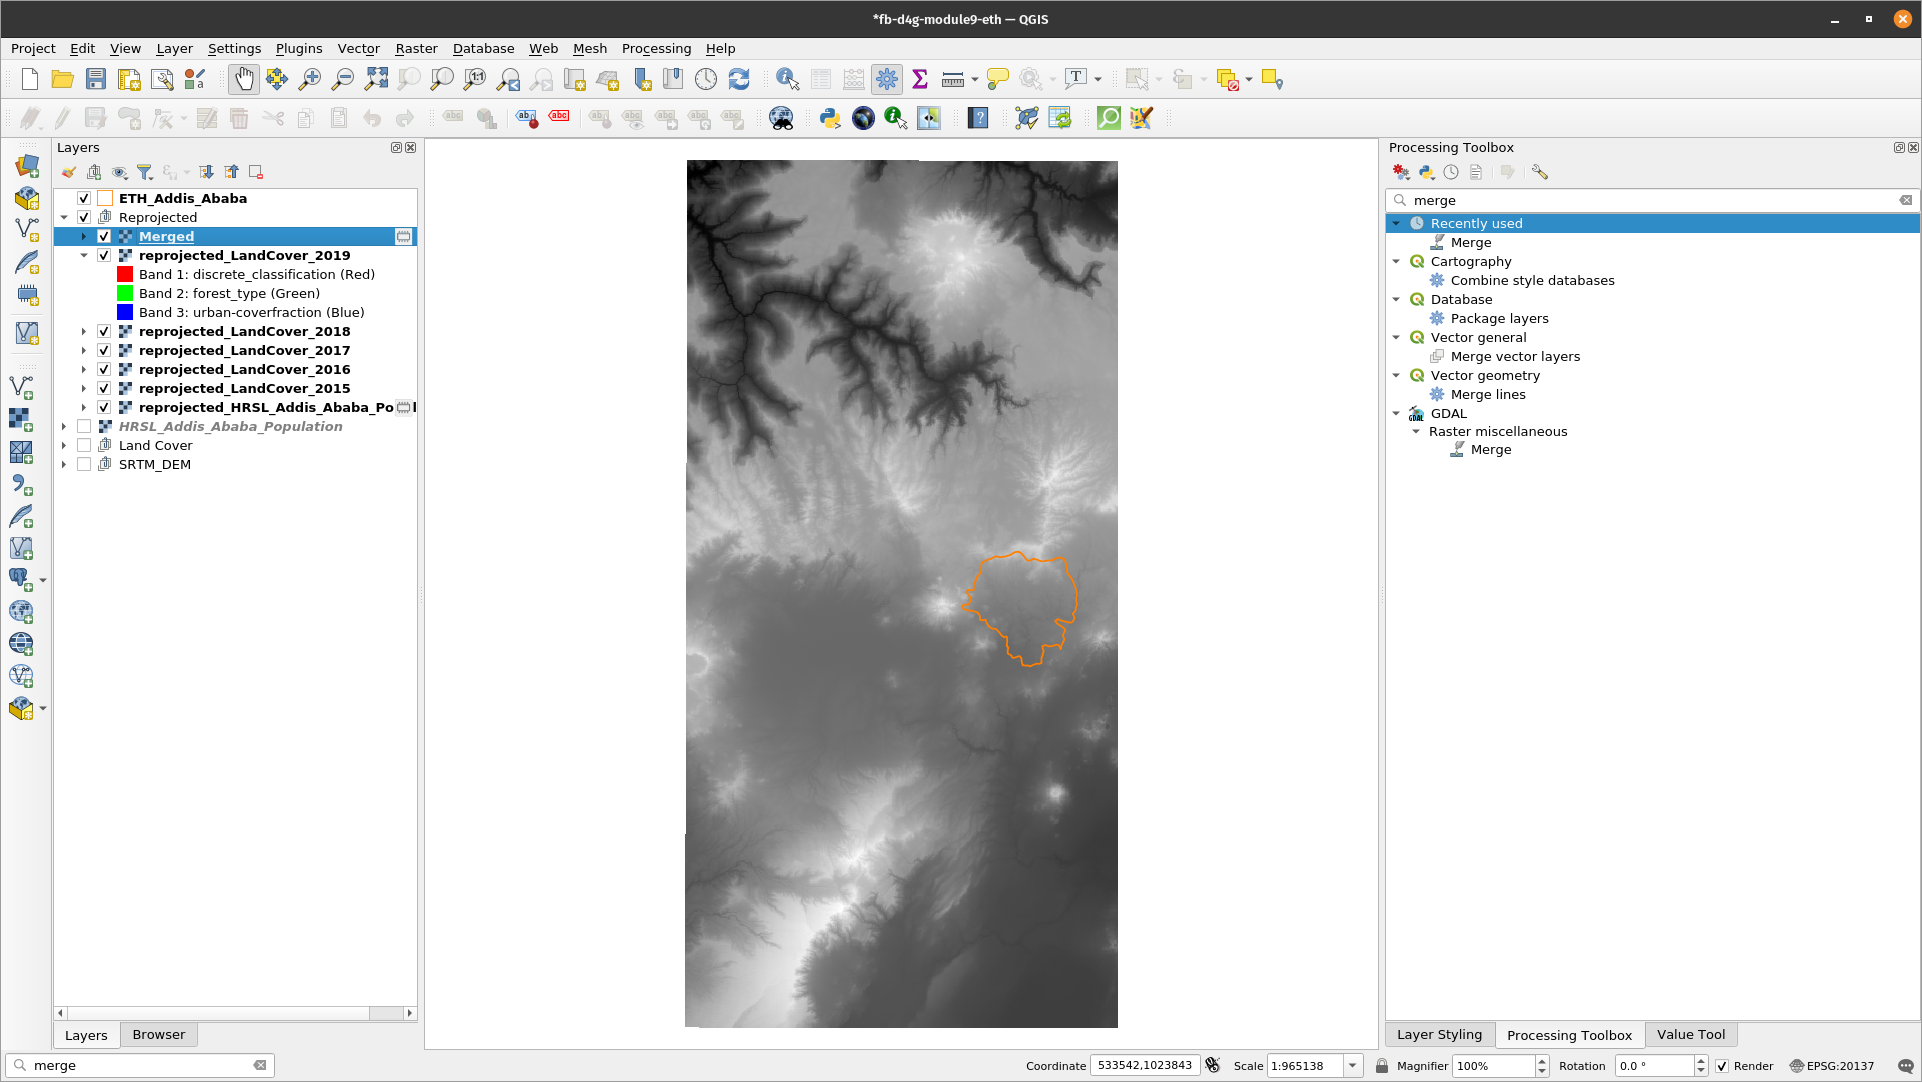 *fb-d4g-module9-eth — QGIS
Project Edit View Layer Settings Plugins Vector Raster Database Web Mesh Processing Help
Layers
ETH_Addis_Ababa
Reprojected
Merged
reprojected_LandCover_2019
Band 1: discrete_classification (Red)
Band 2: forest_type (Green)
Band 3: urban-coverfraction (Blue)
reprojected_LandCover_2018
reprojected_LandCover_2017
reprojected_LandCover_2016
reprojected_LandCover_2015
reprojected_HRSL_Addis_Ababa_Po
HRSL_Addis_Ababa_Population
Land Cover
SRTM_DEM
Layers Browser
Processing Toolbox
merge
Recently used
Merge
Cartography
Combine style databases
Database
Package layers
Vector general
Merge vector layers
Vector geometry
Merge lines
GDAL
Raster miscellaneous
Merge
Layer Styling Processing Toolbox Value Tool
merge
Coordinate 533542,1023843 Scale 1:965138 Magnifier 100% Rotation 0.0 ° Render EPSG:20137